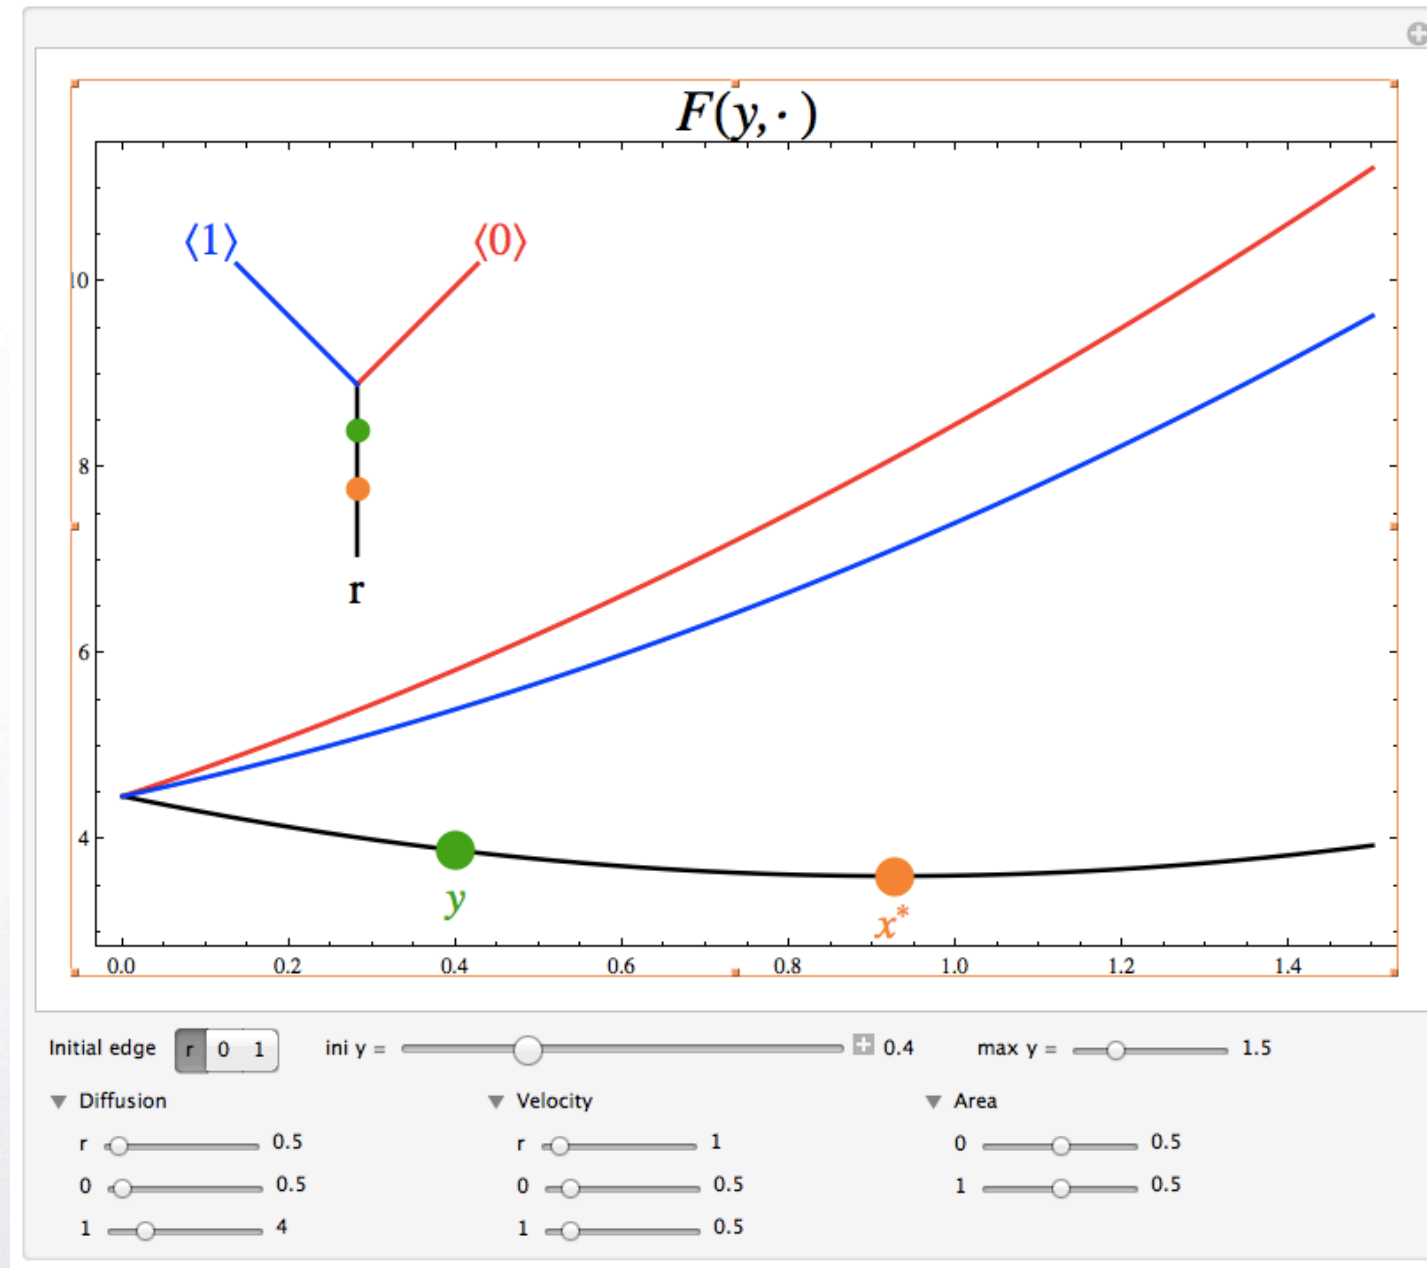 F(y,· )
⟨1⟩ ⟨0⟩
10
8
r
6
4
y
x*
0.0 0.2 0.4 0.6 0.8 1.0 1.2 1.4
Initial edge r 0 1 ini y = 0.4 max y = 1.5
Diffusion Velocity Area
r 0.5 r 1 0 0.5
0 0.5 0 0.5 1 0.5
1 4 1 0.5